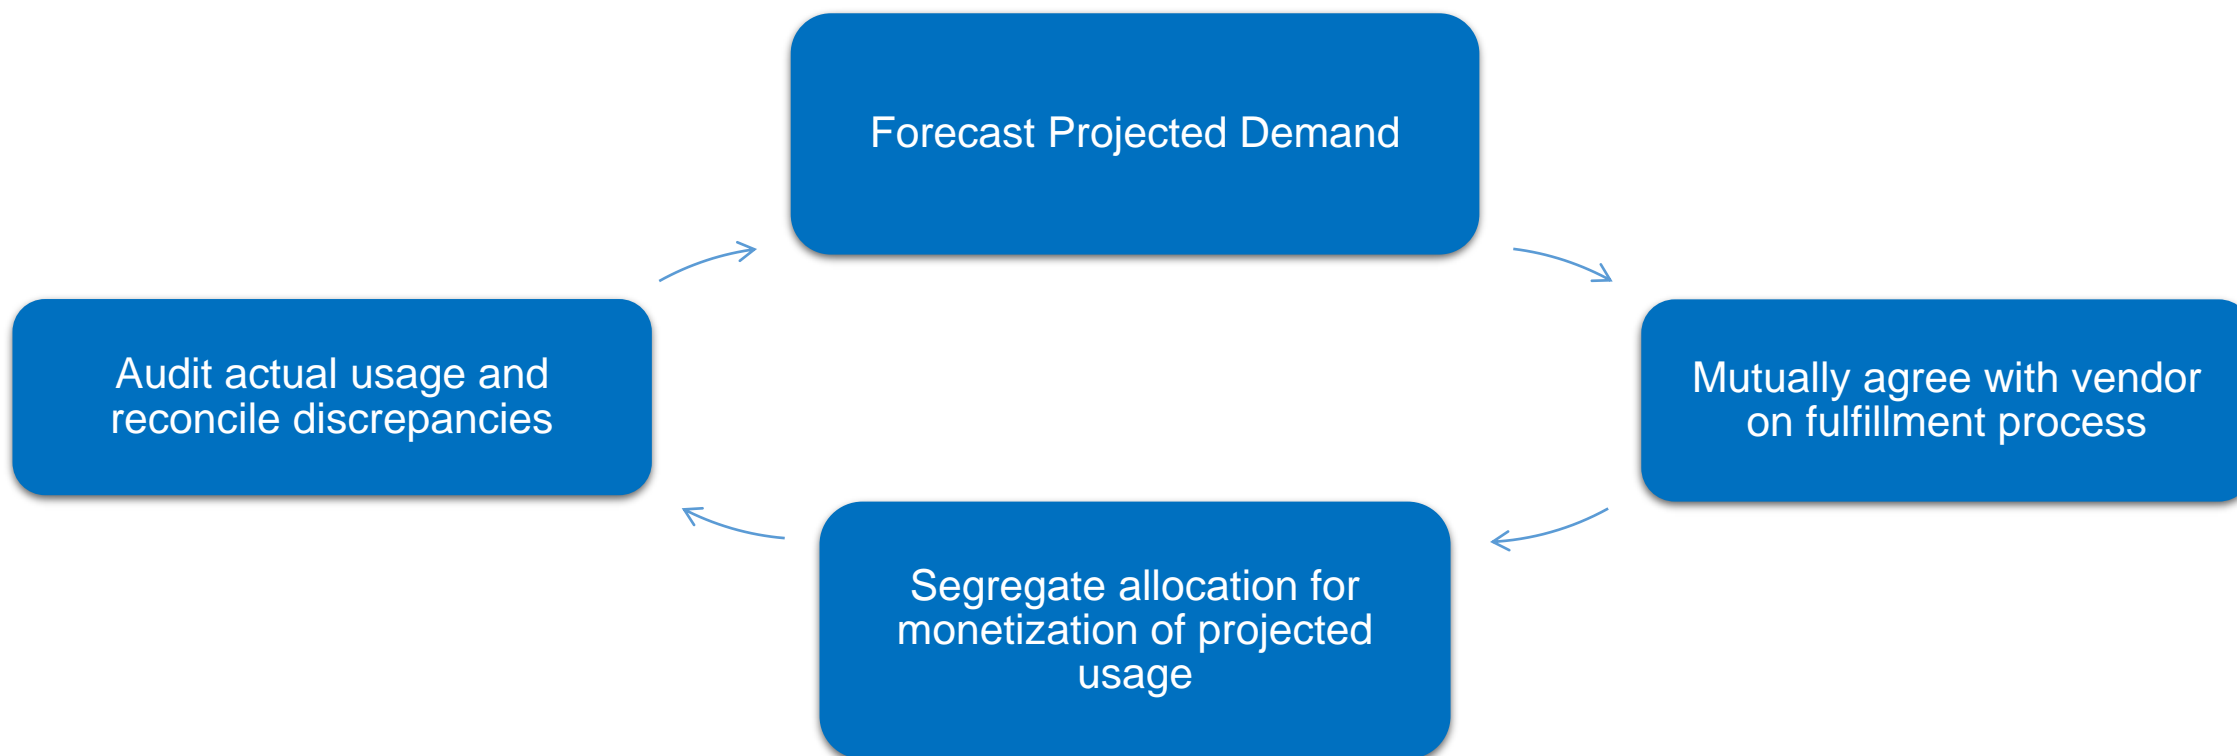 Forecast Projected Demand
Audit actual usage and
reconcile discrepancies
Mutually agree with vendor
on fulfillment process
Segregate allocation for
monetization of projected
usage